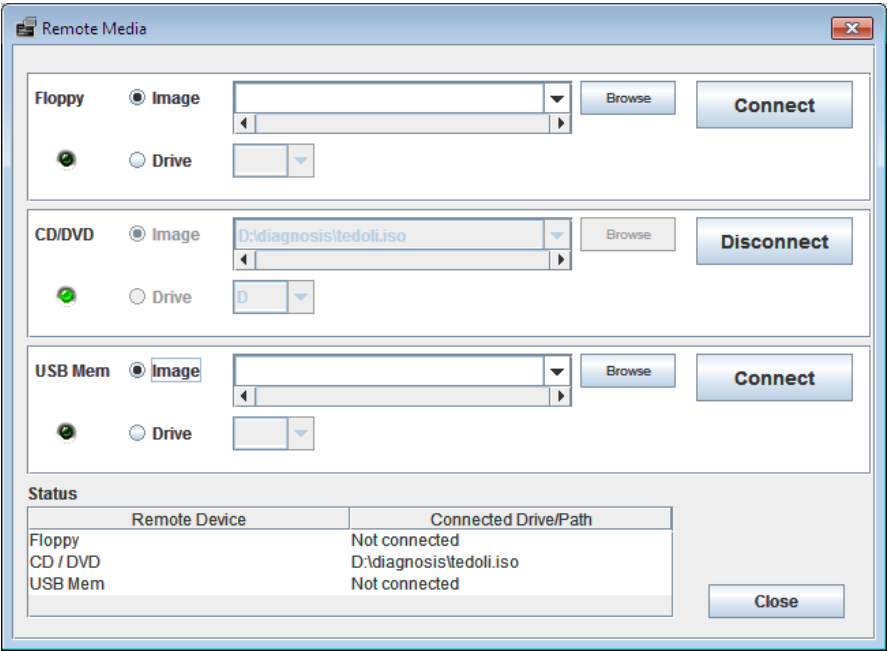 Remote Media
Floppy Image Browse Connect
Drive
CD/DVD Image D:\diagnosis\tedoli.iso Browse Disconnect
Drive D
USB Mem Image Browse Connect
Drive
Status
Remote Device Connected Drive/Path
Floppy Not connected
CD / DVD D:\diagnosis\tedoli.iso
USB Mem Not connected
Close